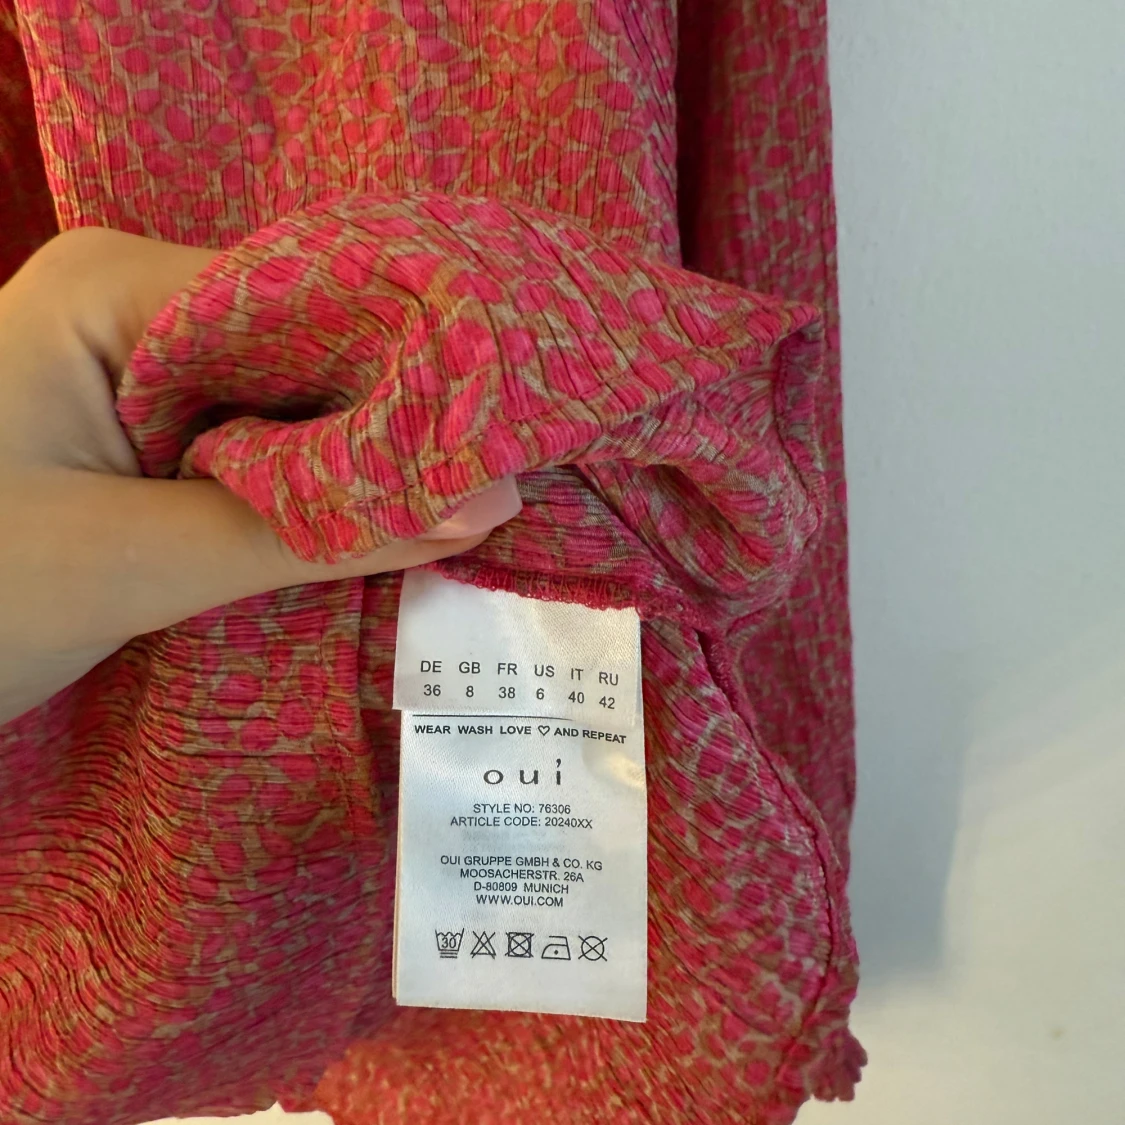 DE GB FR US IT RU
36 8 38 6 40 42
WEAR WASH LOVE ♡ AND REPEAT
oui
STYLE NO: 76306
ARTICLE CODE: 20240XX
OUI GRUPPE GMBH & CO. KG
MOOSACHERSTR. 26A
D-80809 MUNICH
WWW.OUI.COM
30